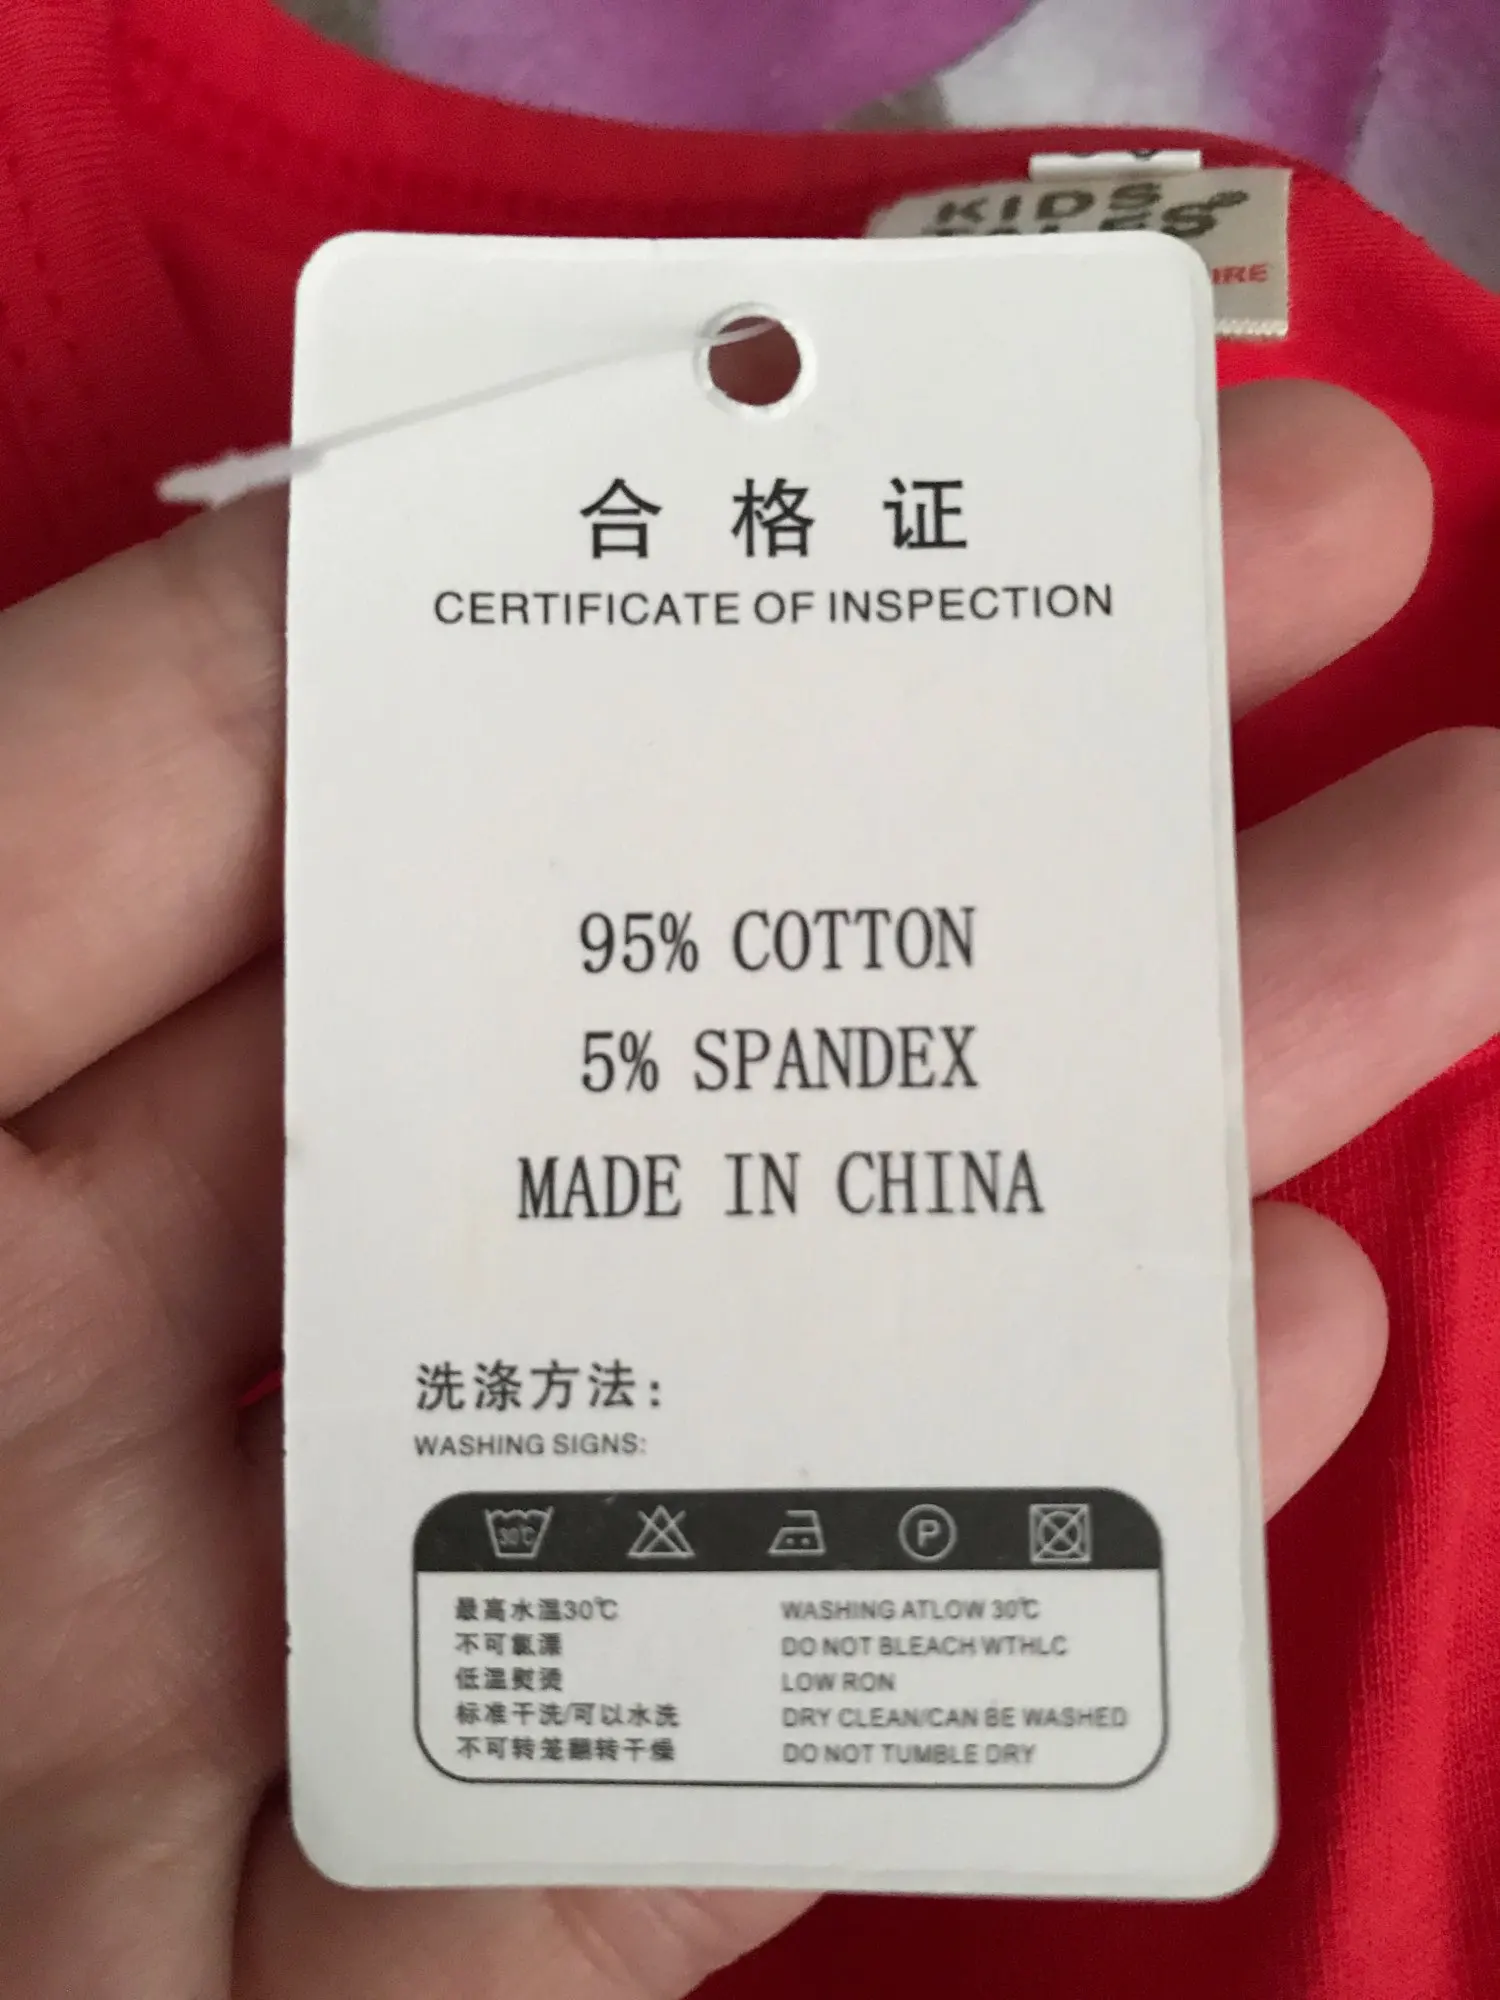 KIDS
合格证
CERTIFICATE OF INSPECTION
95% COTTON
5% SPANDEX
MADE IN CHINA
洗涤方法:
WASHING SIGNS:
30℃
P
最高水温30℃
WASHING ATLOW 30℃
不可氯漂
DO NOT BLEACH WTHLC
低温熨烫
LOW RON
标准干洗/可以水洗
DRY CLEAN/CAN BE WASHED
不可转笼翻转干燥
DO NOT TUMBLE DRY